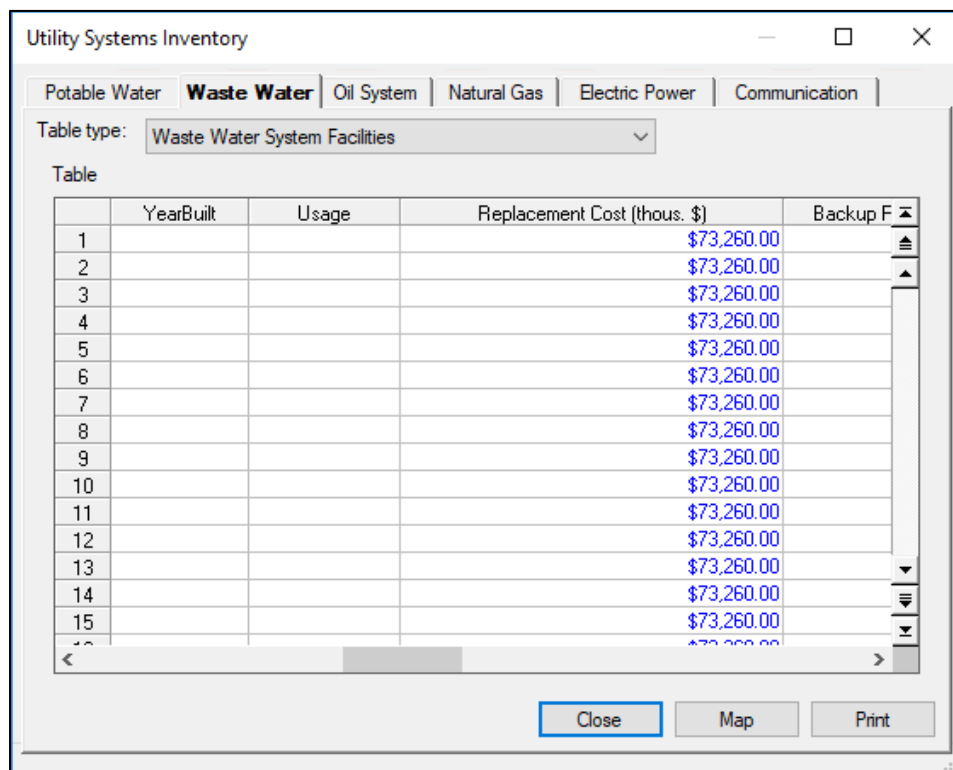 Utility Systems Inventory
Potable Water Waste Water Oil System Natural Gas Electric Power Communication
Table type: Waste Water System Facilities
Table
YearBuilt Usage Replacement Cost (thous. $) Backup
1 $73,260.00
2 $73,260.00
3 $73,260.00
4 $73,260.00
5 $73,260.00
6 $73,260.00
7 $73,260.00
8 $73,260.00
9 $73,260.00
10 $73,260.00
11 $73,260.00
12 $73,260.00
13 $73,260.00
14 $73,260.00
15 $73,260.00
Close Map Print